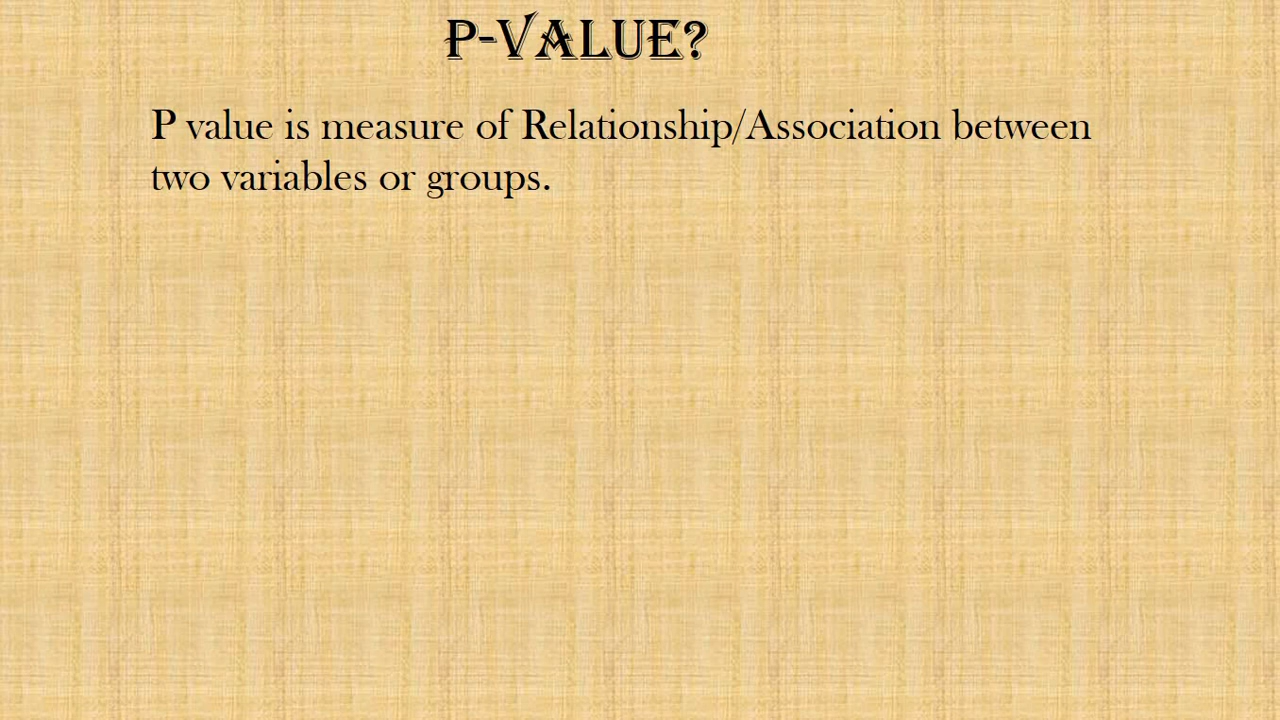 P-VALUE?
P value is measure of Relationship/Association between
two variables or groups.